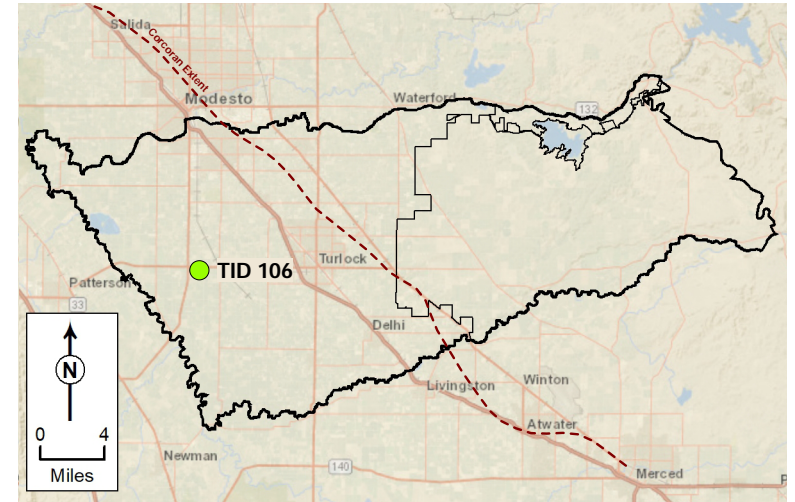 Salida
Corcoran Extent
Modesto
Waterford
132
TID 106
Turlock
Patterson
33
Delhi
N
Livingston
Winton
0 4
Miles
Atwater
Newman
140
Merced
P